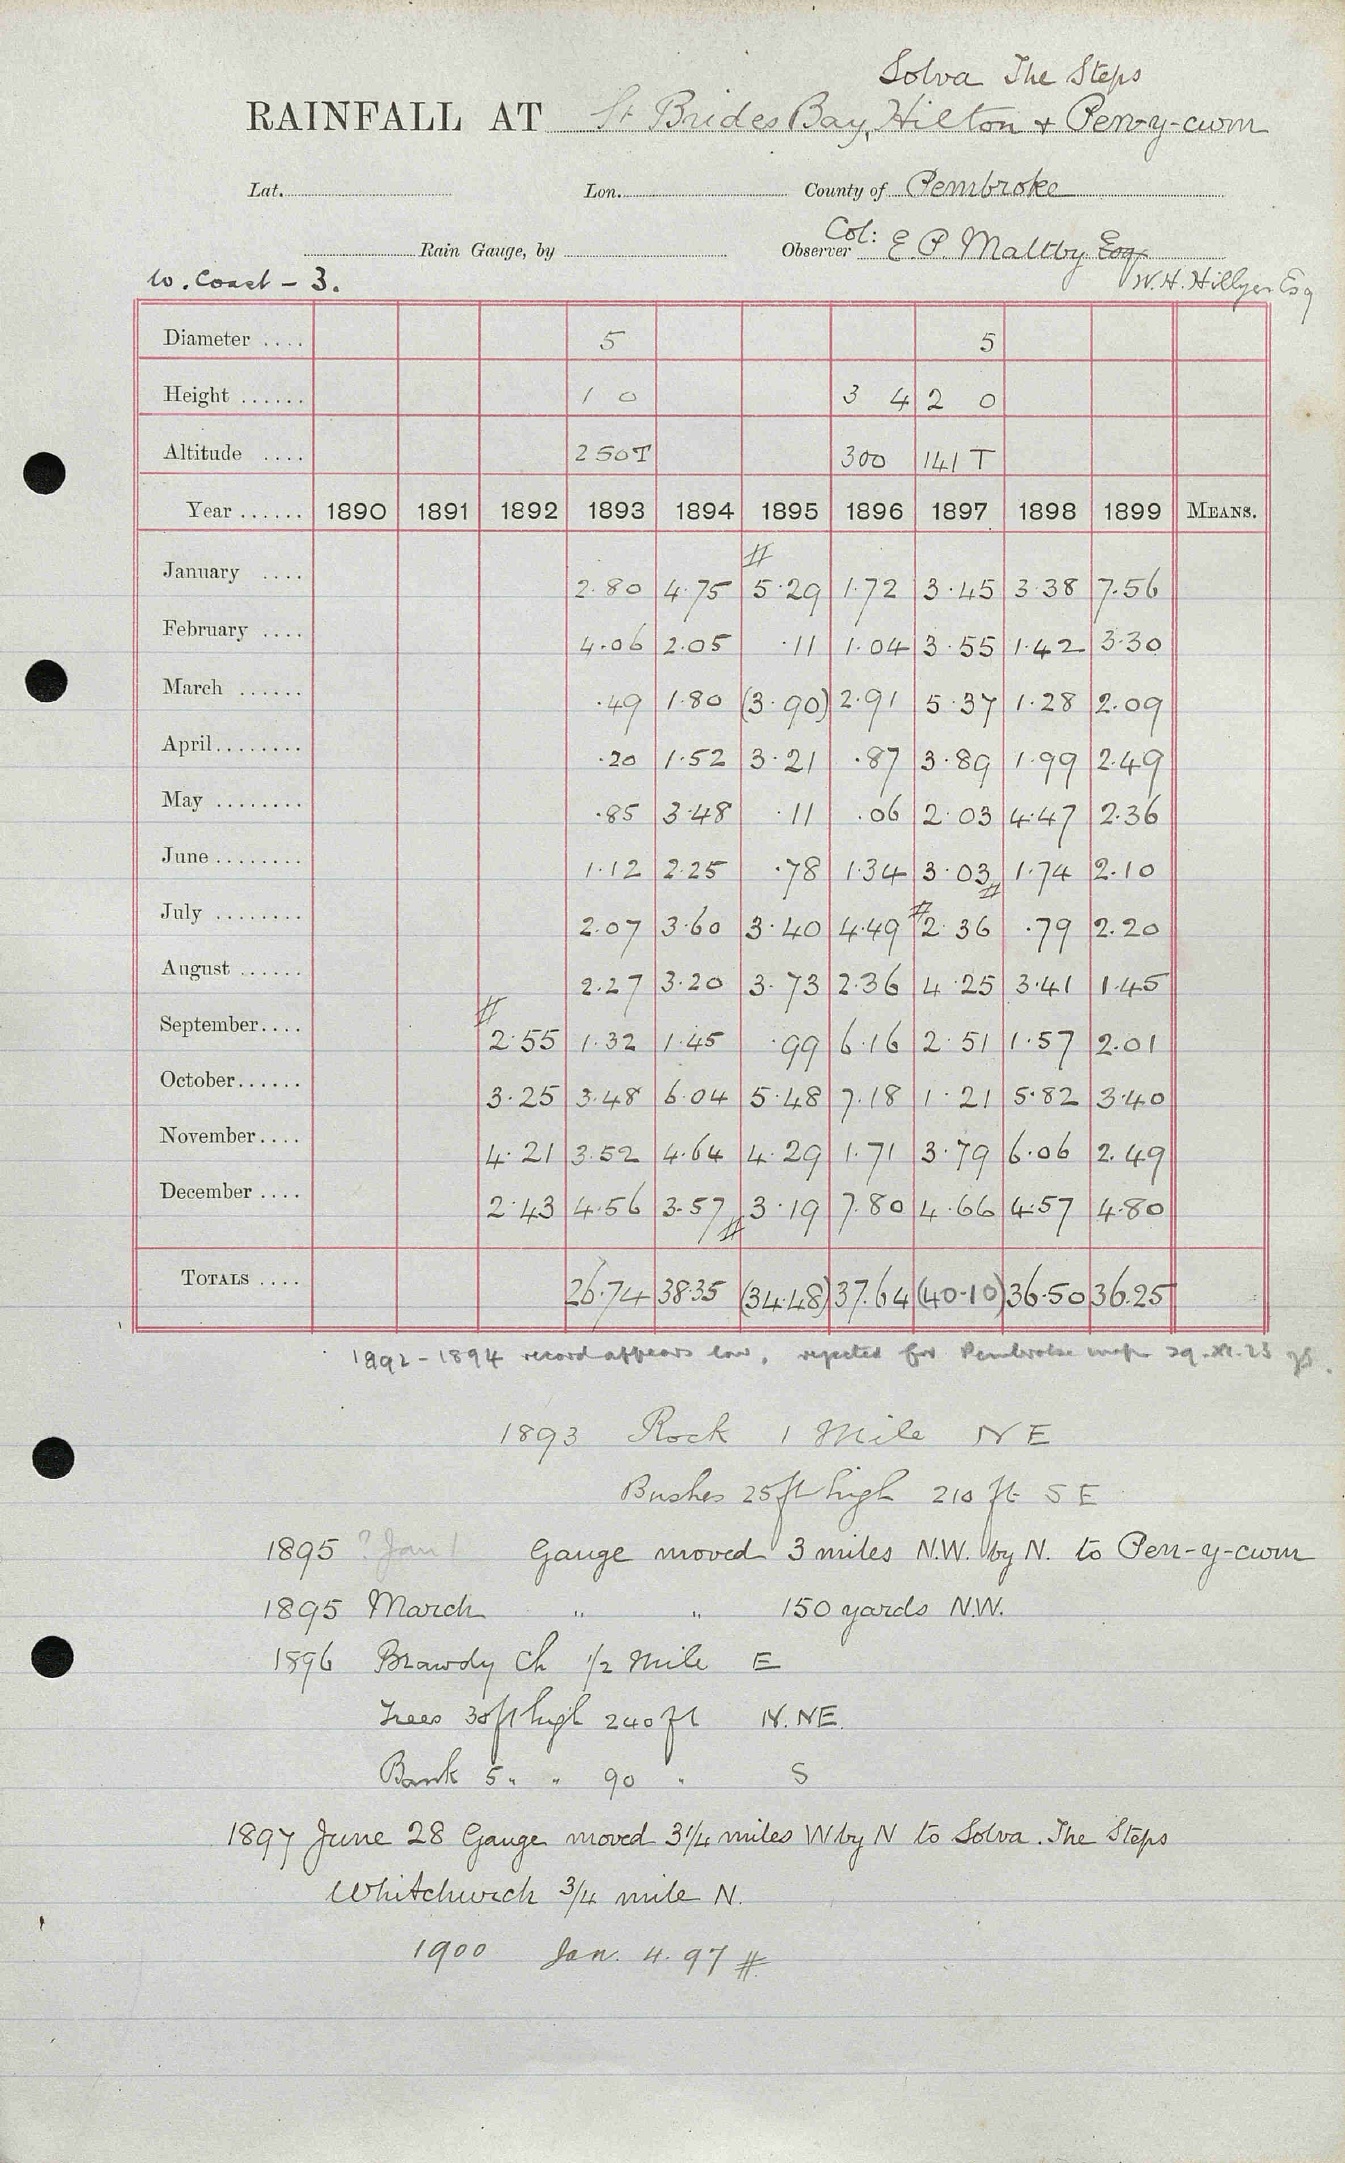 Solva The Steps
RAINFALL AT St Brides Bay, Hilton + Pen-y-cwm
Lat. Lon. County of Pembroke
Rain Gauge, by Observer Col: E P. Maltby Esq
W. Coast - 3. W. H. Hillyer Esq
Diameter .... 5 5
Height ...... 1 0 3 4 2 0
Altitude .... 250T 300 141 T
Year ...... 1890 1891 1892 1893 1894 1895 1896 1897 1898 1899 MEANS.
#
January .... 2.80 4.75 5.29 1.72 3.45 3.38 7.56
February .... 4.06 2.05 .11 1.04 3.55 1.42 3.30
March ...... .49 1.80 (3.90) 2.91 5.37 1.28 2.09
April........ .20 1.52 3.21 .87 3.89 1.99 2.49
May ........ .85 3.48 .11 .06 2.03 4.47 2.36
June........ 1.12 2.25 .78 1.34 3.03 # 1.74 2.10
July ........ 2.07 3.60 3.40 4.49 # 2.36 .79 2.20
August ...... 2.27 3.20 3.73 2.36 4.25 3.41 1.45
September.... # 2.55 1.32 1.45 .99 6.16 2.51 1.57 2.01
October...... 3.25 3.48 6.04 5.48 7.18 1.21 5.82 3.40
November.... 4.21 3.52 4.64 4.29 1.71 3.79 6.06 2.49
December .... 2.43 4.56 3.57 # 3.19 7.80 4.66 4.57 4.80
TOTALS .... 26.74 38.35 (34.48) 37.64 (40.10) 36.50 36.25
1892 - 1894 record appears low, rejected for Pembroke map 29.XI.23
1893 Rock 1 Mile NE
Bushes 25 ft high 210 ft SE
1895 ? Jan 1 Gauge moved 3 miles N.W. by N. to Pen-y-cwm
1895 March " " 150 yards N.W.
1896 Brawdy Ch 1/2 Mile E
Trees 30 ft high 240 ft N.NE.
Bank 5 " " 90 " S
1897 June 28 Gauge moved 3 1/4 miles W by N to Solva. The Steps
Whitchurch 3/4 mile N.
1900 Jan. 4.97 #